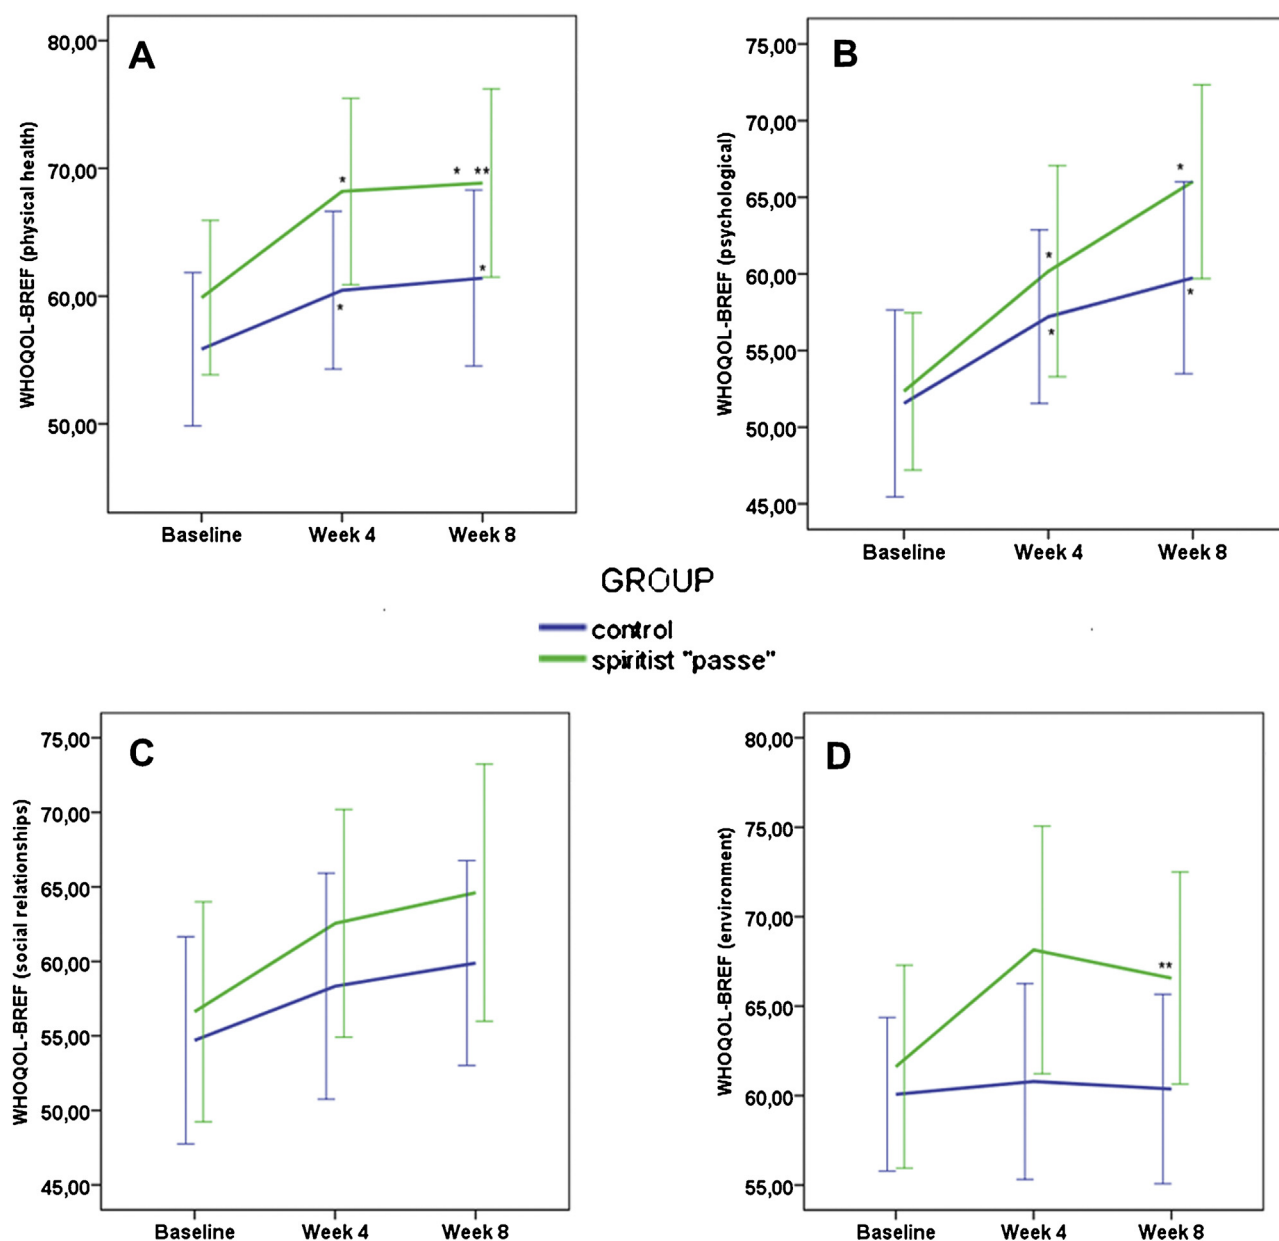 A
WHOQOL-BREF (physical health)
80,00
70,00
60,00
50,00
*
*
* **
*
Baseline Week 4 Week 8
B
WHOQOL-BREF (psychological)
75,00
70,00
65,00
60,00
55,00
50,00
45,00
*
*
*
*
Baseline Week 4 Week 8
GROUP
control
spiritist "passe"
C
WHOQOL-BREF (social relationships)
75,00
70,00
65,00
60,00
55,00
50,00
45,00
Baseline Week 4 Week 8
D
WHOQOL-BREF (environment)
80,00
75,00
70,00
65,00
60,00
55,00
**
Baseline Week 4 Week 8